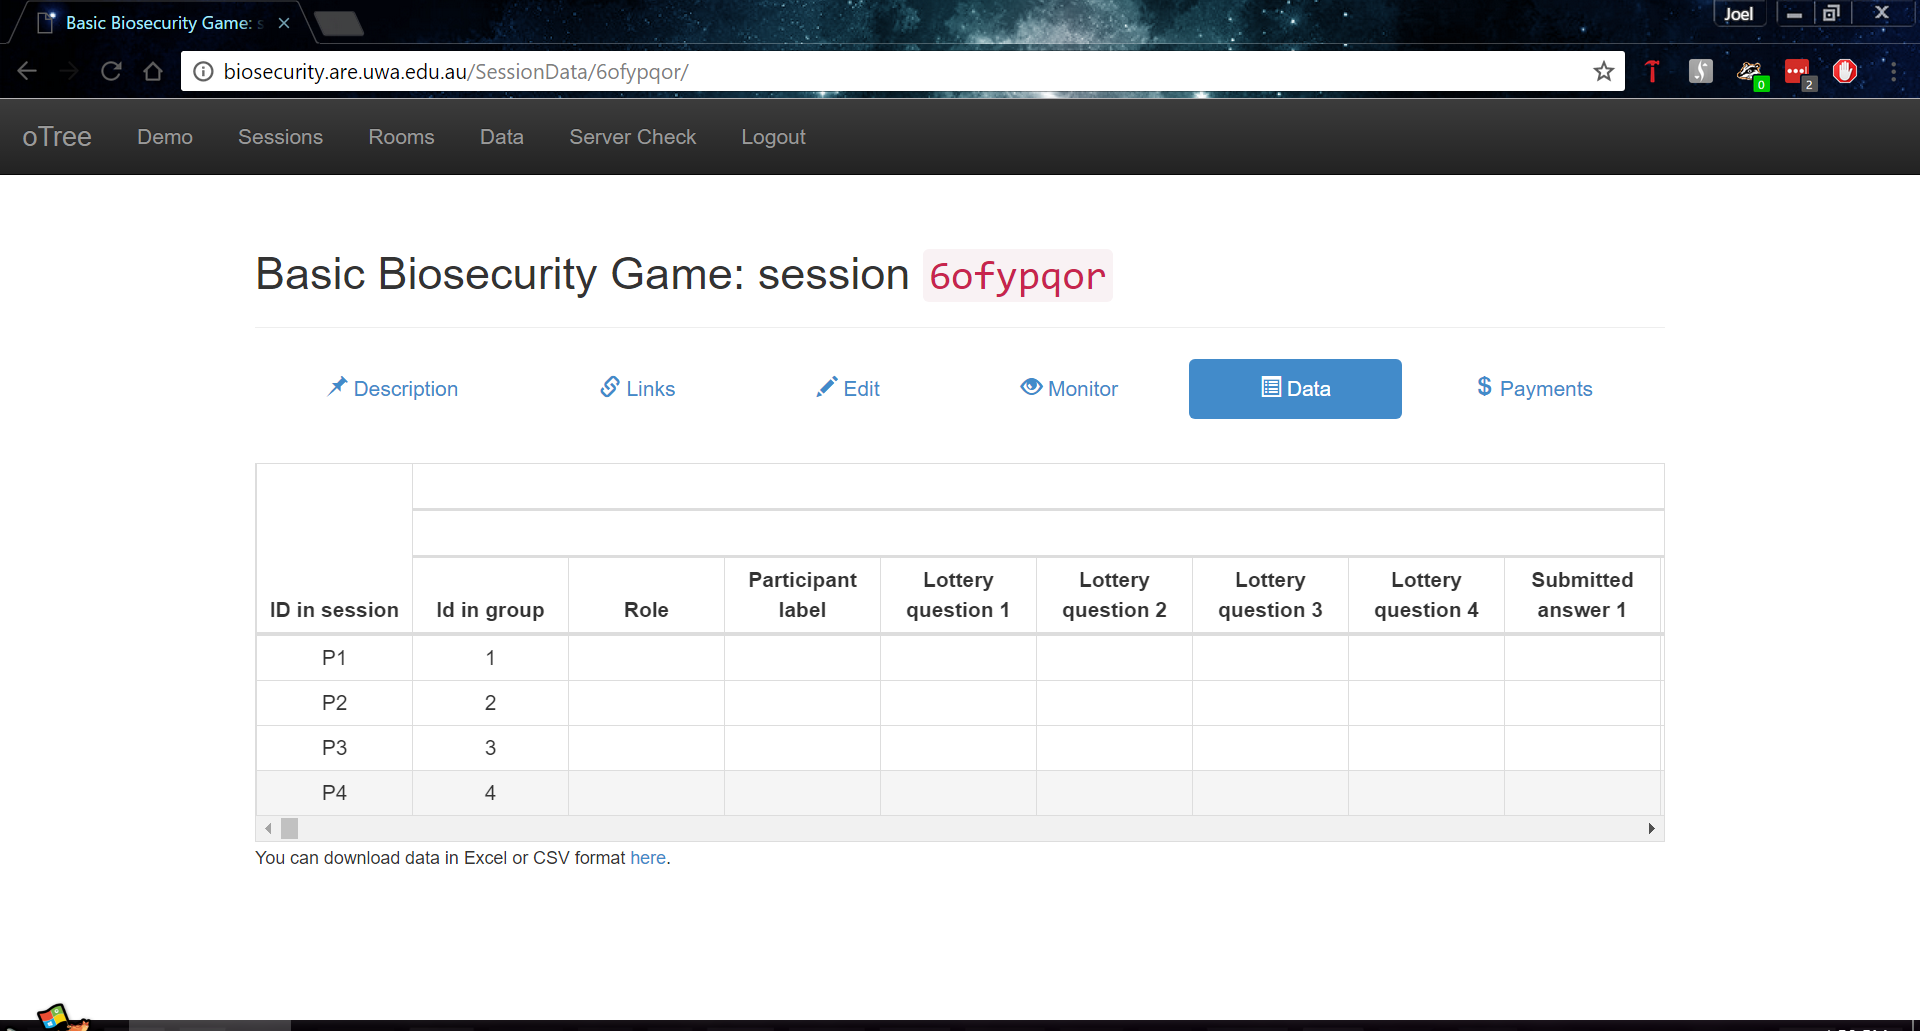 Basic Biosecurity Game: s
Joel
biosecurity.are.uwa.edu.au/SessionData/6ofypqor/
0
2
oTree Demo Sessions Rooms Data Server Check Logout
Basic Biosecurity Game: session 6ofypqor
Description Links Edit Monitor Data $ Payments
ID in session Id in group Role Participant label Lottery question 1 Lottery question 2 Lottery question 3 Lottery question 4 Submitted answer 1
P1 1
P2 2
P3 3
P4 4
You can download data in Excel or CSV format here.